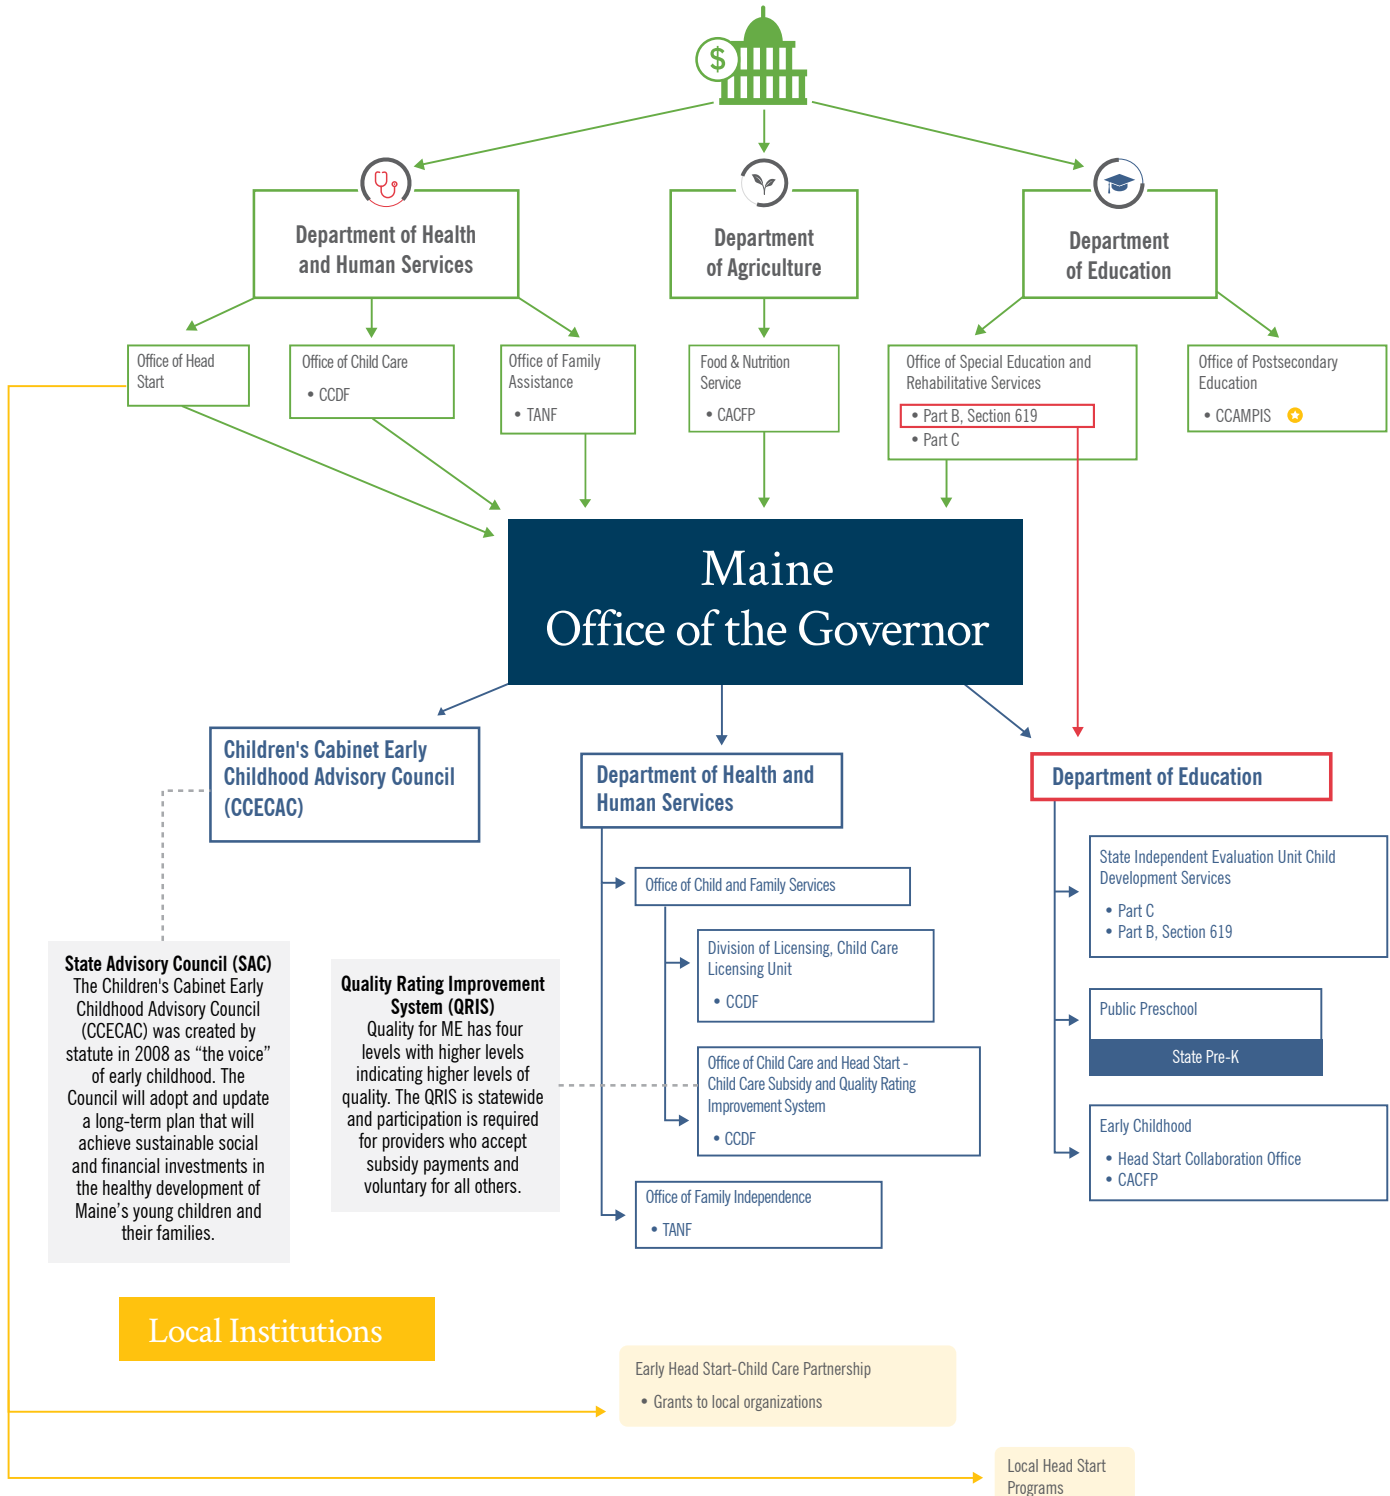 $
Department of Health
and Human Services
Department
of Agriculture
Department
of Education
Office of Head
Start
Office of Child Care
• CCDF
Office of Family
Assistance
• TANF
Food & Nutrition
Service
• CACFP
Office of Special Education and
Rehabilitative Services
• Part B, Section 619
• Part C
Office of Postsecondary
Education
• CCAMPIS
Maine
Office of the Governor
Children's Cabinet Early
Childhood Advisory Council
(CCECAC)
Department of Health and
Human Services
Department of Education
Office of Child and Family Services
Division of Licensing, Child Care
Licensing Unit
• CCDF
Office of Child Care and Head Start -
Child Care Subsidy and Quality Rating
Improvement System
• CCDF
Office of Family Independence
• TANF
State Independent Evaluation Unit Child
Development Services
• Part C
• Part B, Section 619
Public Preschool
State Pre-K
Early Childhood
• Head Start Collaboration Office
• CACFP
State Advisory Council (SAC)
The Children's Cabinet Early
Childhood Advisory Council
(CCECAC) was created by
statute in 2008 as “the voice”
of early childhood. The
Council will adopt and update
a long-term plan that will
achieve sustainable social
and financial investments in
the healthy development of
Maine’s young children and
their families.
Quality Rating Improvement
System (QRIS)
Quality for ME has four
levels with higher levels
indicating higher levels of
quality. The QRIS is statewide
and participation is required
for providers who accept
subsidy payments and
voluntary for all others.
Local Institutions
Early Head Start-Child Care Partnership
• Grants to local organizations
Local Head Start
Programs